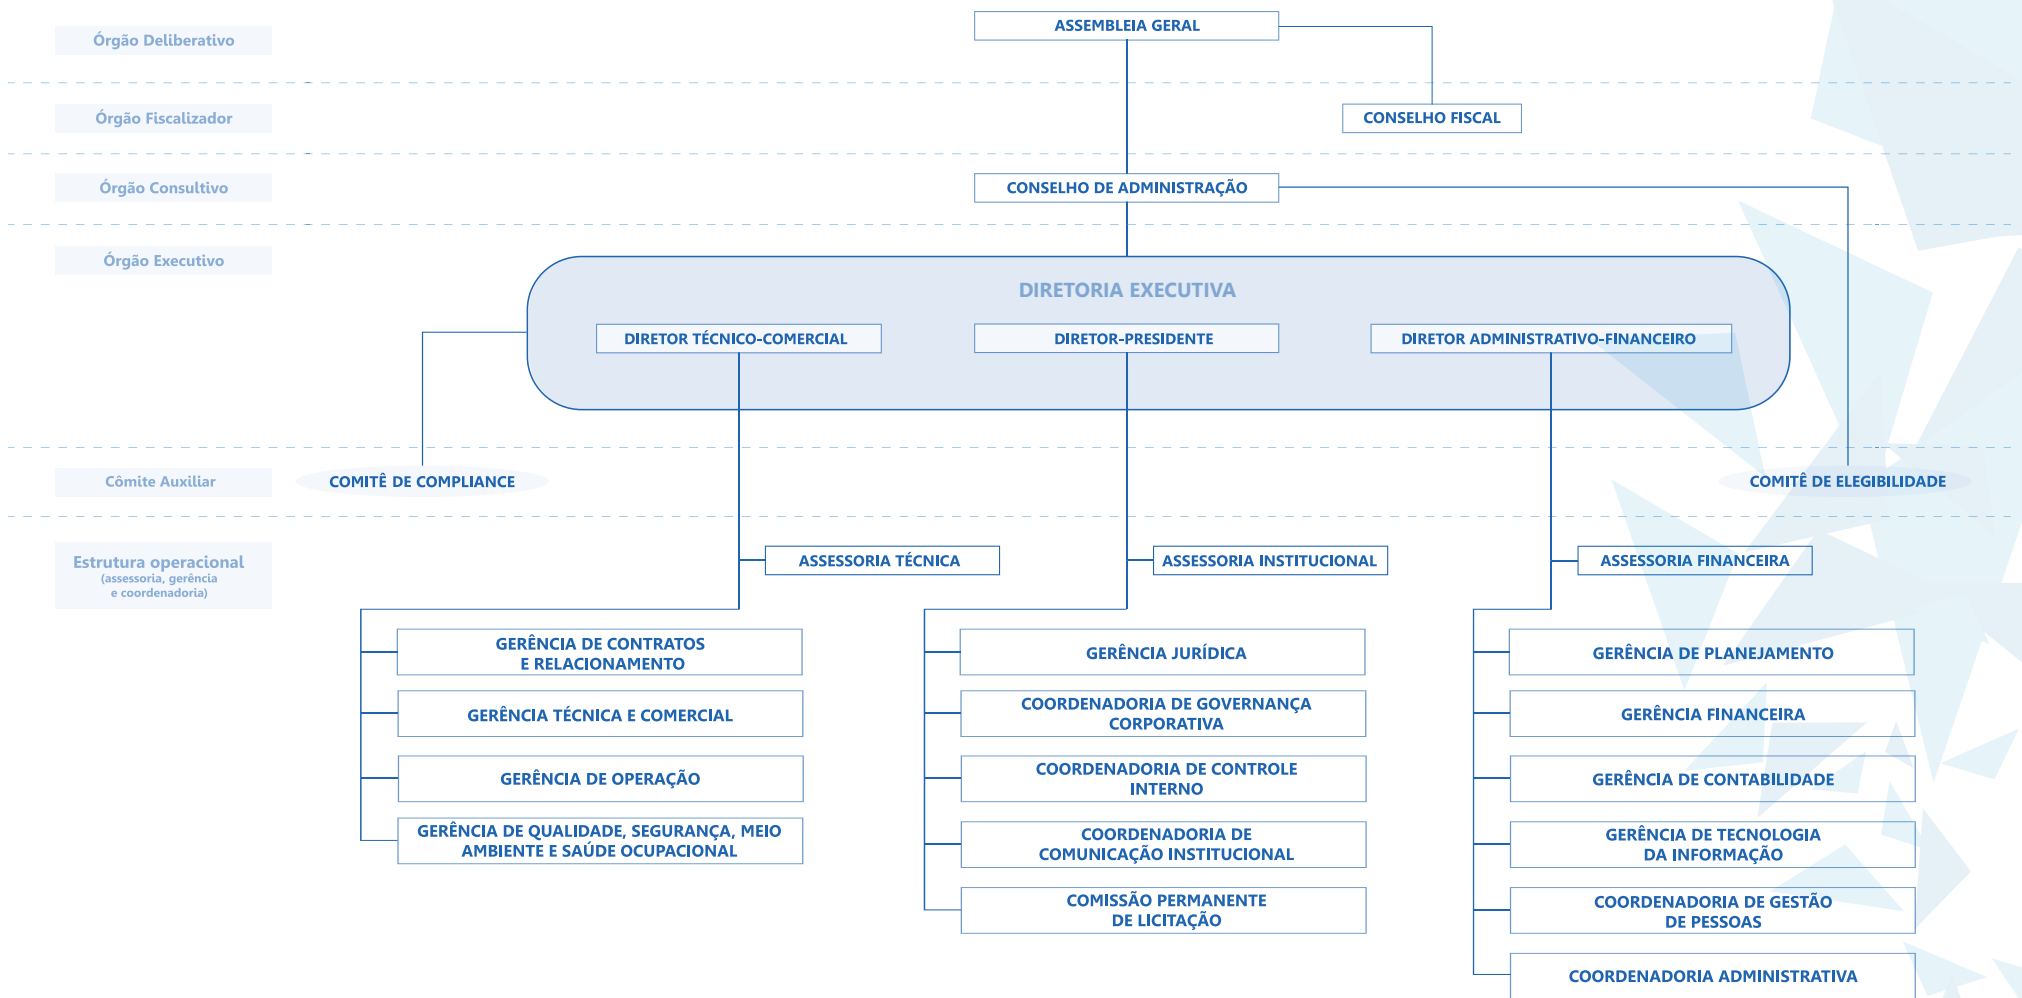 Órgão Deliberativo
ASSEMBLEIA GERAL
Órgão Fiscalizador
CONSELHO FISCAL
Órgão Consultivo
CONSELHO DE ADMINISTRAÇÃO
Órgão Executivo
DIRETORIA EXECUTIVA
DIRETOR TÉCNICO-COMERCIAL
DIRETOR-PRESIDENTE
DIRETOR ADMINISTRATIVO-FINANCEIRO
Cômite Auxiliar
COMITÊ DE COMPLIANCE
COMITÊ DE ELEGIBILIDADE
Estrutura operacional
(assessoria, gerência
e coordenadoria)
ASSESSORIA TÉCNICA
ASSESSORIA INSTITUCIONAL
ASSESSORIA FINANCEIRA
GERÊNCIA DE CONTRATOS
E RELACIONAMENTO
GERÊNCIA TÉCNICA E COMERCIAL
GERÊNCIA DE OPERAÇÃO
GERÊNCIA DE QUALIDADE, SEGURANÇA, MEIO
AMBIENTE E SAÚDE OCUPACIONAL
GERÊNCIA JURÍDICA
COORDENADORIA DE GOVERNANÇA
CORPORATIVA
COORDENADORIA DE CONTROLE
INTERNO
COORDENADORIA DE
COMUNICAÇÃO INSTITUCIONAL
COMISSÃO PERMANENTE
DE LICITAÇÃO
GERÊNCIA DE PLANEJAMENTO
GERÊNCIA FINANCEIRA
GERÊNCIA DE CONTABILIDADE
GERÊNCIA DE TECNOLOGIA
DA INFORMAÇÃO
COORDENADORIA DE GESTÃO
DE PESSOAS
COORDENADORIA ADMINISTRATIVA